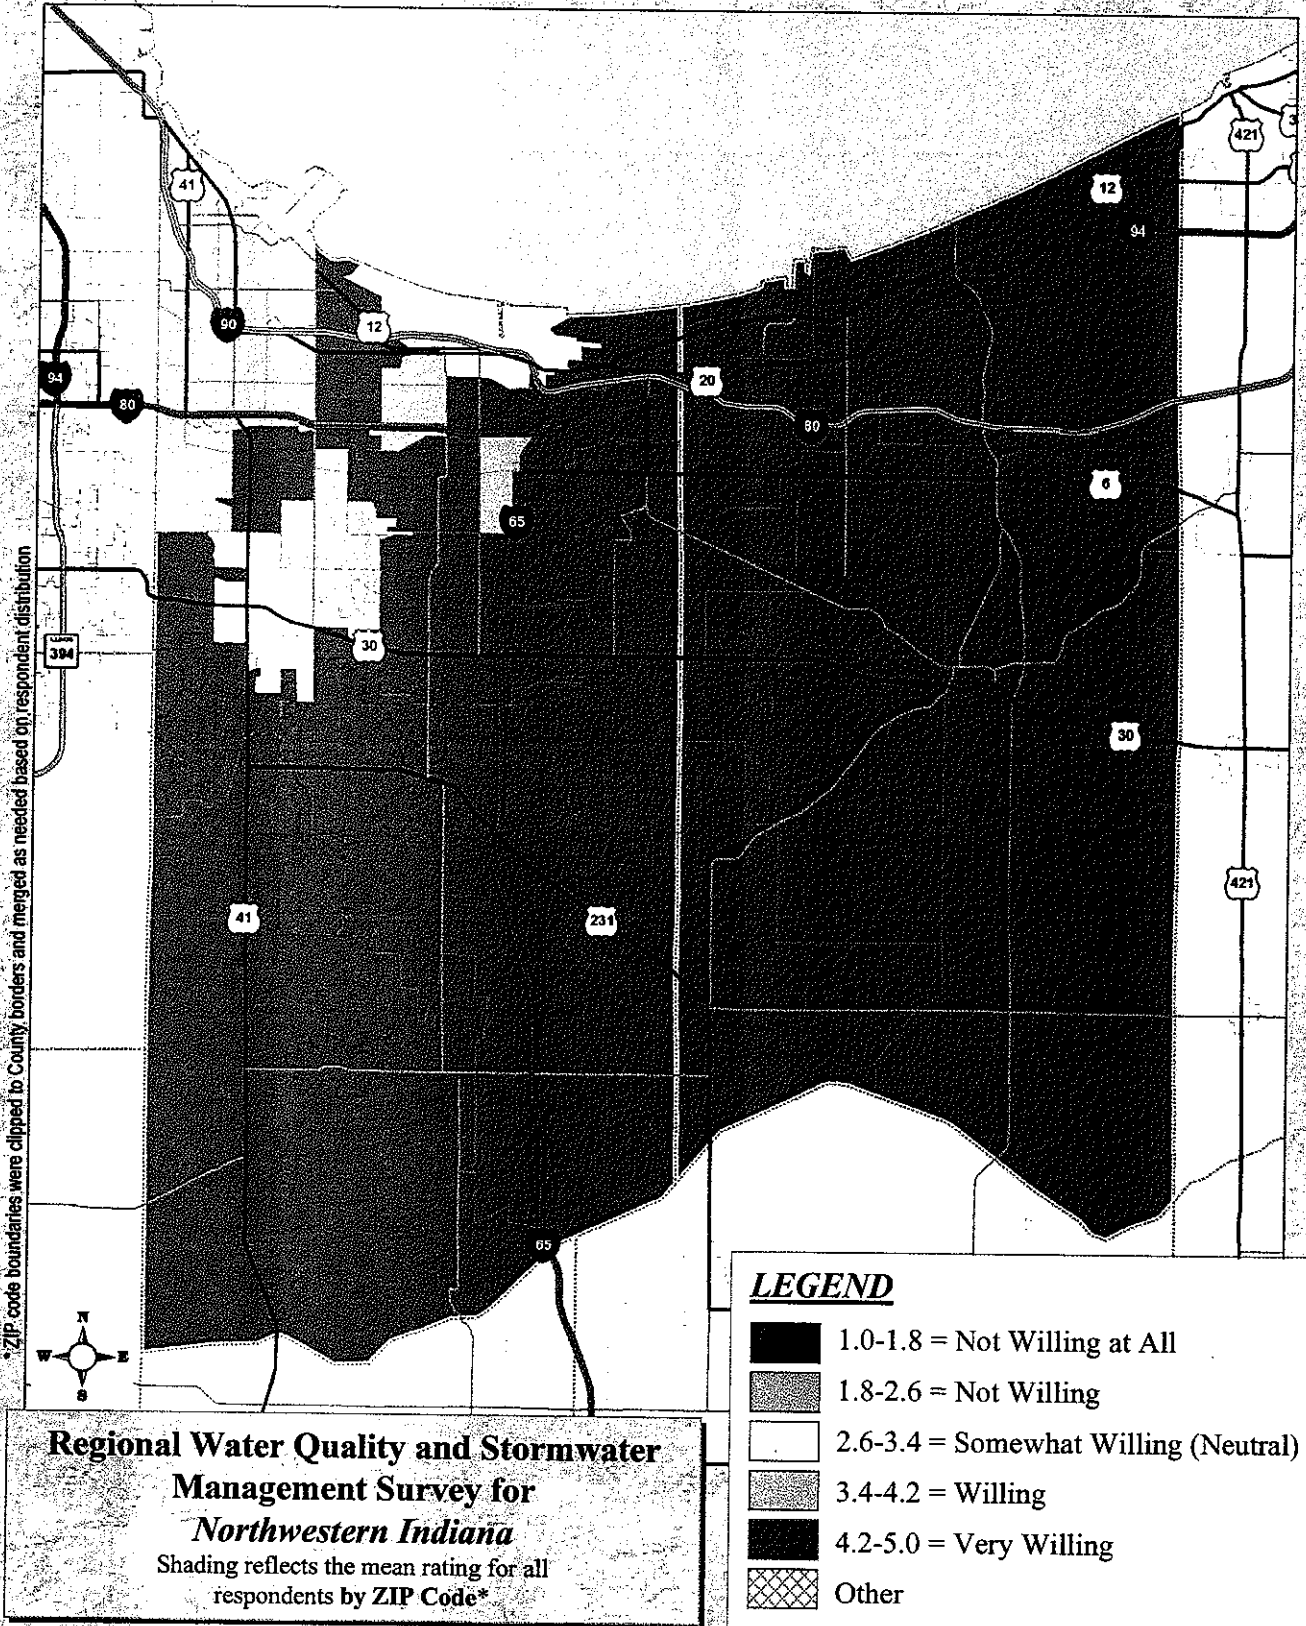 421
3
12
41
94
90
12
94
20
80
80
6
65
30
ILLINOIS
394
30
41
231
421
65
*ZIP code boundaries were clipped to County borders and merged as needed based on respondent distribution
N
W E
S
LEGEND
1.0-1.8 = Not Willing at All
1.8-2.6 = Not Willing
2.6-3.4 = Somewhat Willing (Neutral)
3.4-4.2 = Willing
4.2-5.0 = Very Willing
Other
Regional Water Quality and Stormwater
Management Survey for
Northwestern Indiana
Shading reflects the mean rating for all
respondents by ZIP Code*